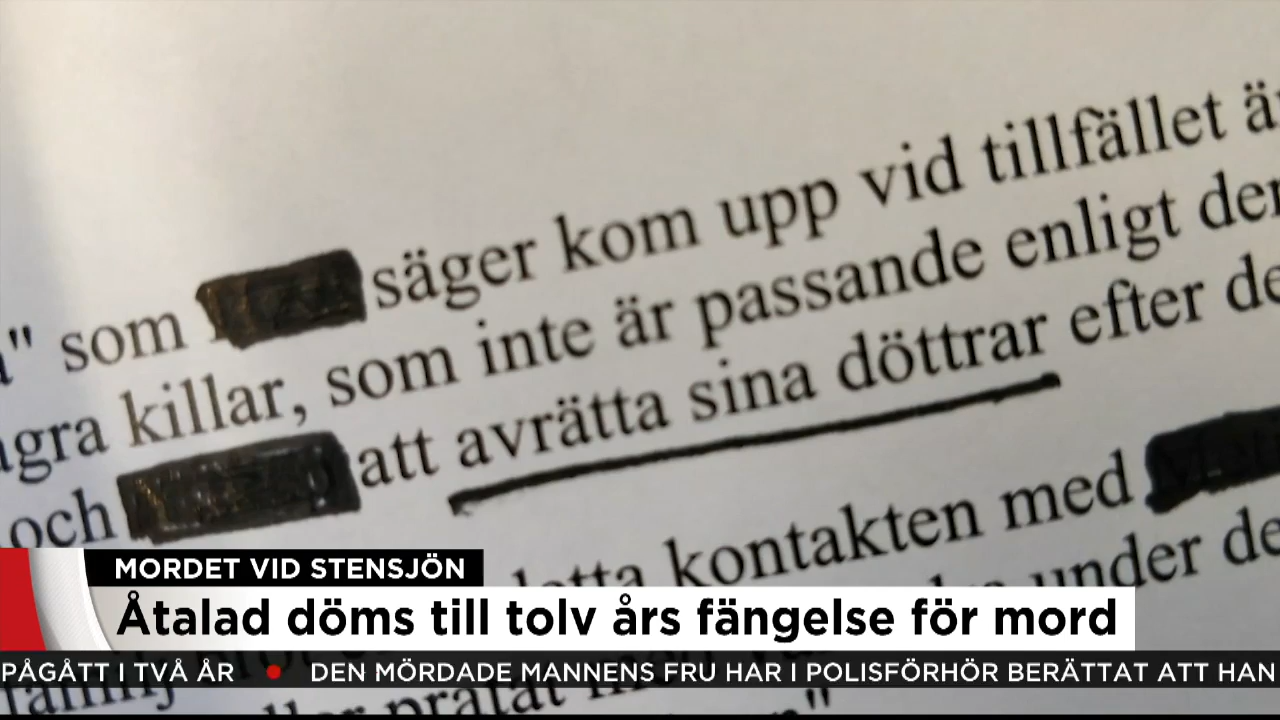 " som säger kom upp vid tillfället
killar, som inte är passande enligt
och att avrätta sina döttrar efter
kontakten med
under
MORDET VID STENSJÖN
Åtalad döms till tolv års fängelse för mord
PÅGÅTT I TVÅ ÅR • DEN MÖRDADE MANNENS FRU HAR I POLISFÖRHÖR BERÄTTAT ATT HAN